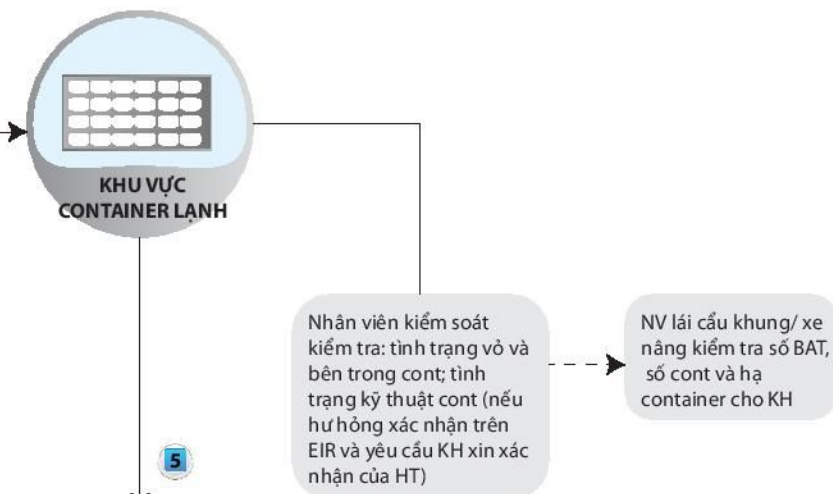 KHU VỰC
CONTAINER LẠNH
Nhân viên kiểm soát
kiểm tra: tình trạng vỏ và
bên trong cont; tình
trạng kỹ thuật cont (nếu
hư hỏng xác nhận trên
EIR và yêu cầu KH xin xác
nhận của HT)
NV lái cẩu khung/ xe
nâng kiểm tra số BAT,
số cont và hạ
container cho KH
5